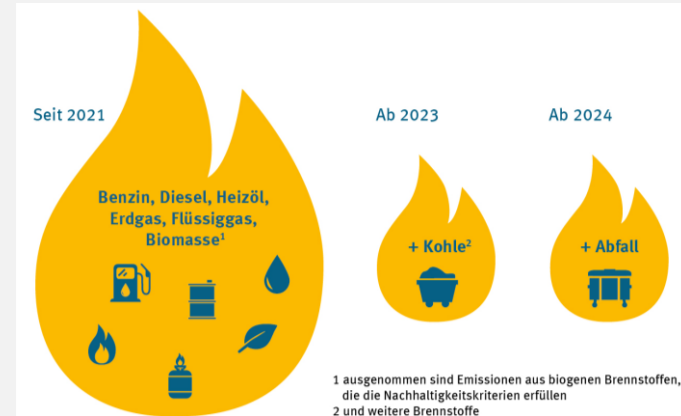 Seit 2021
Benzin, Diesel, Heizöl,
Erdgas, Flüssiggas,
Biomasse¹
Ab 2023
+ Kohle²
Ab 2024
+ Abfall
1 ausgenommen sind Emissionen aus biogenen Brennstoffen,
die die Nachhaltigkeitskriterien erfüllen
2 und weitere Brennstoffe